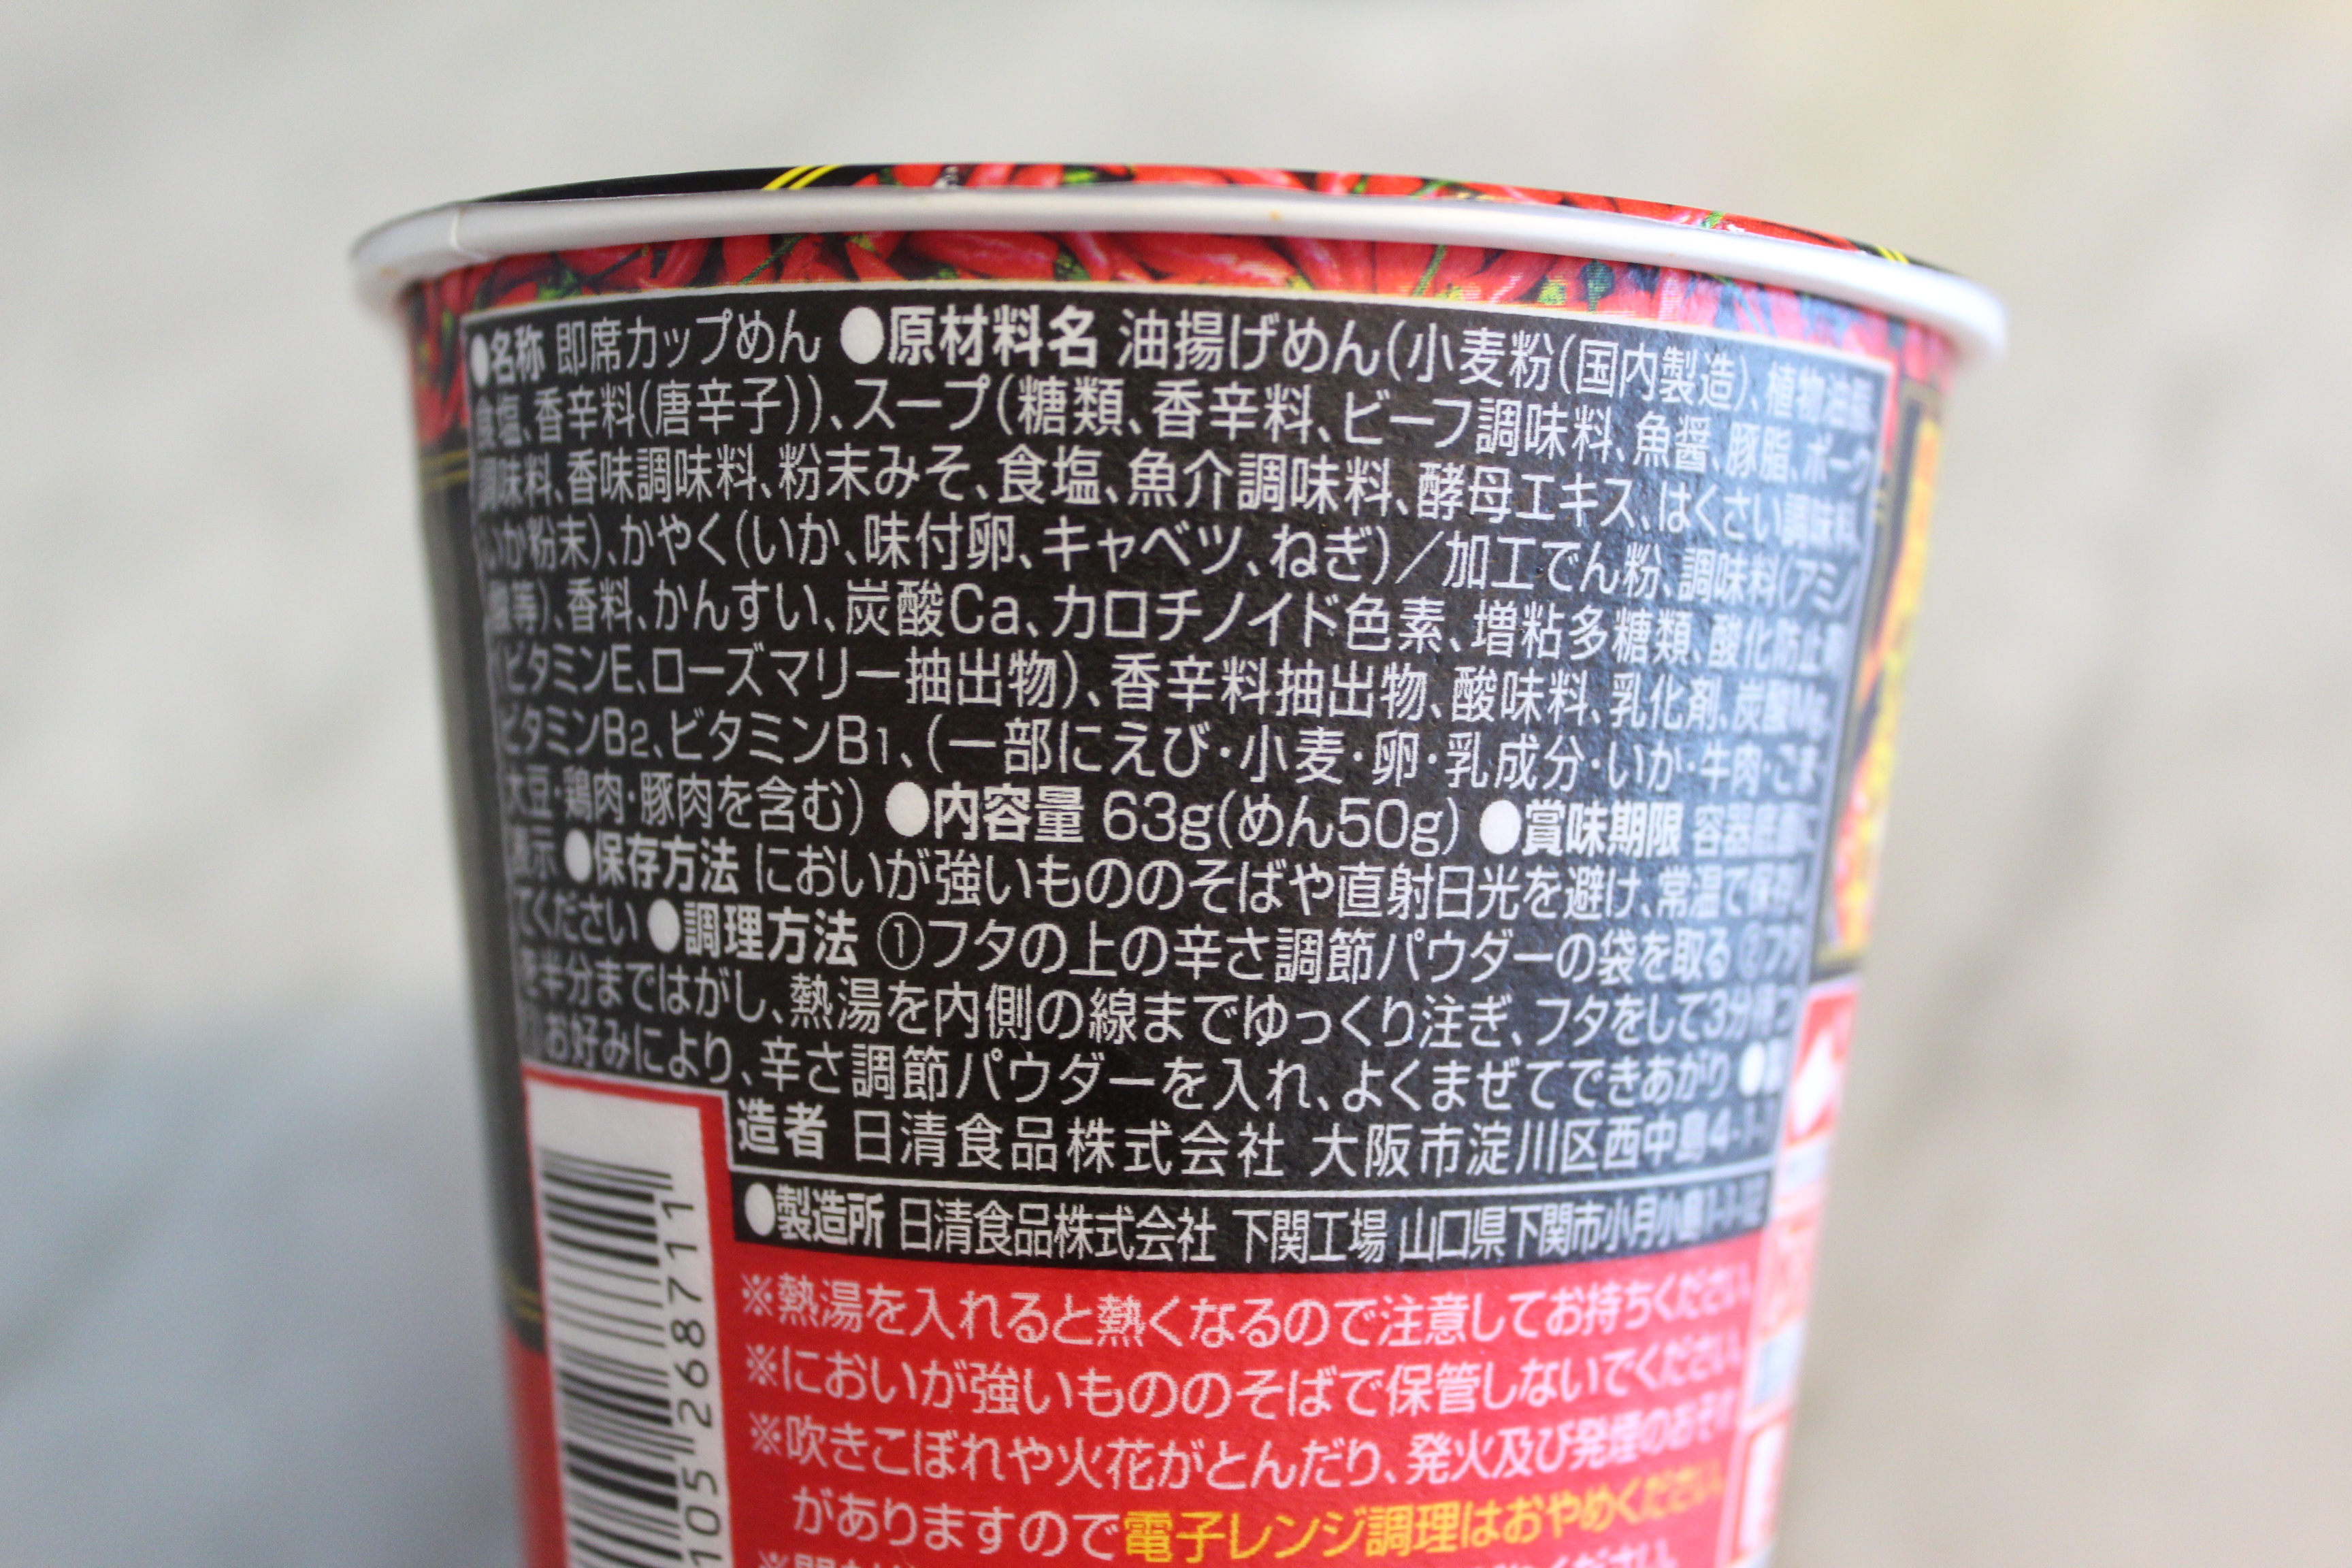 ●名称 即席カップめん ●原材料名 油揚げめん(小麦粉(国内製造)、植物油脂、
食塩、香辛料(唐辛子))、スープ(糖類、香辛料、ビーフ調味料、魚醤、豚脂、ポーク
調味料、香味調味料、粉末みそ、食塩、魚介調味料、酵母エキス、はくさい調味料、
いか粉末)、かやく(いか、味付卵、キャベツ、ねぎ)/加工でん粉、調味料(アミノ
酸等)、香料、かんすい、炭酸Ca、カロチノイド色素、増粘多糖類、酸化防止剤
(ビタミンE、ローズマリー抽出物)、香辛料抽出物、酸味料、乳化剤、炭酸Mg、
ビタミンB2、ビタミンB1、(一部にえび・小麦・卵・乳成分・いか・牛肉・ごま・
大豆・鶏肉・豚肉を含む) ●内容量 63g(めん50g) ●賞味期限 容器底面に
表示 ●保存方法 においが強いもののそばや直射日光を避け、常温で保存し
てください ●調理方法 ①フタの上の辛さ調節パウダーの袋を取る ②フタ
を半分まではがし、熱湯を内側の線までゆっくり注ぎ、フタをして3分待つ
お好みにより、辛さ調節パウダーを入れ、よくまぜてできあがり ●製
造者 日清食品株式会社 大阪市淀川区西中島4-1-1
●製造所 日清食品株式会社 下関工場 山口県下関市小月小島
※熱湯を入れると熱くなるので注意してお持ちください。
※においが強いもののそばで保管しないでください。
※吹きこぼれや火花がとんだり、発火及び発煙のおそれ
がありますので電子レンジ調理はおやめください。
105 268711